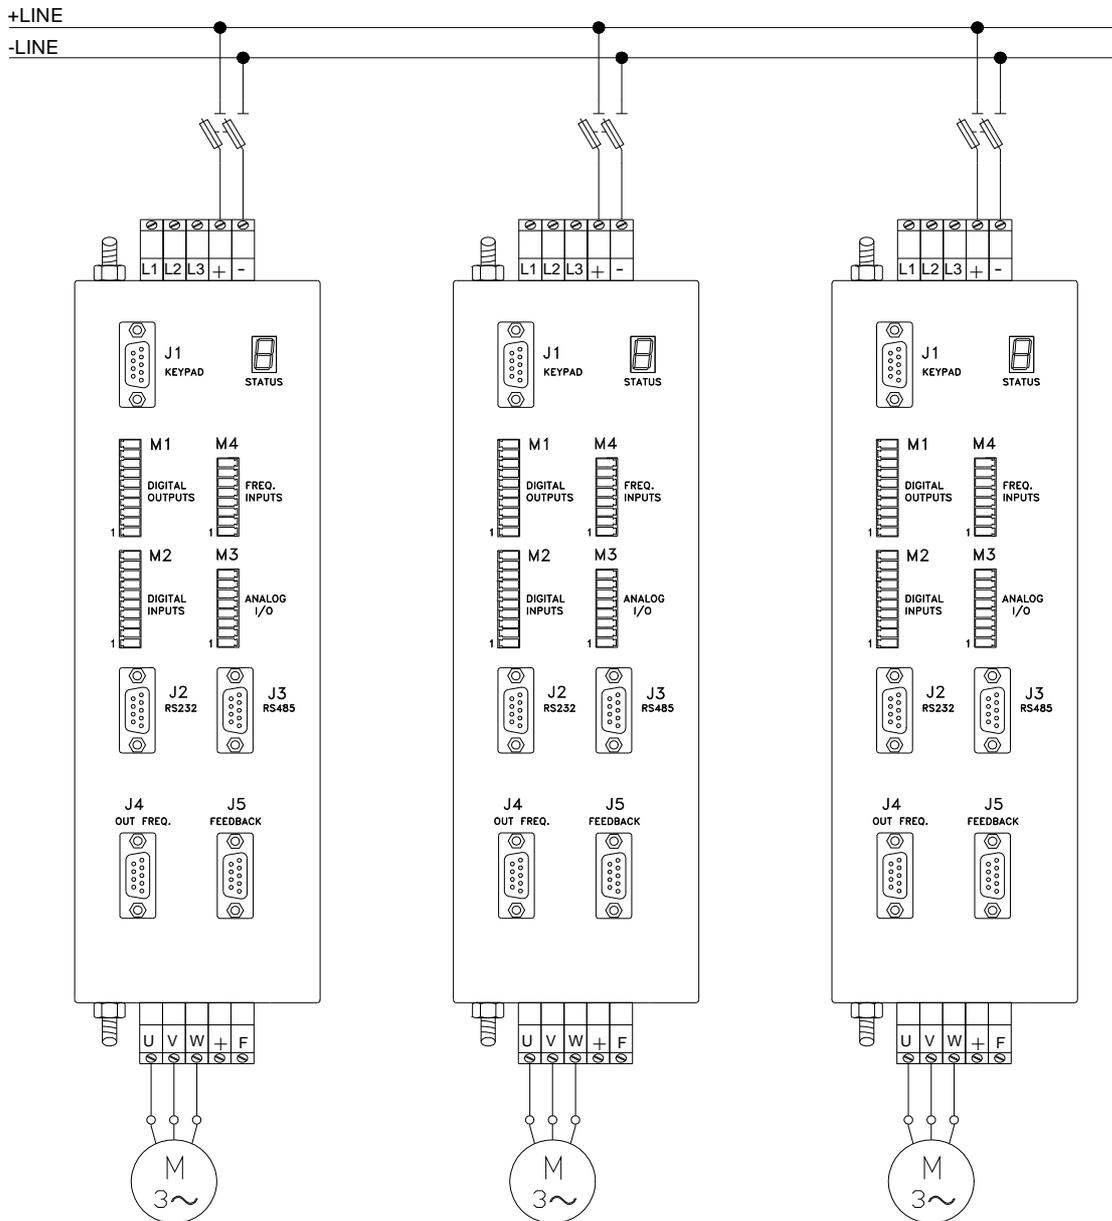 +LINE
-LINE
L1 L2 L3 + -
L1 L2 L3 + -
L1 L2 L3 + -
J1
KEYPAD
STATUS
J1
KEYPAD
STATUS
J1
KEYPAD
STATUS
M1 M4
DIGITAL
OUTPUTS
FREQ.
INPUTS
1 1
M2 M3
DIGITAL
INPUTS
ANALOG
I/O
1 1
M1 M4
DIGITAL
OUTPUTS
FREQ.
INPUTS
1 1
M2 M3
DIGITAL
INPUTS
ANALOG
I/O
1 1
M1 M4
DIGITAL
OUTPUTS
FREQ.
INPUTS
1 1
M2 M3
DIGITAL
INPUTS
ANALOG
I/O
1 1
J2
RS232
J3
RS485
J2
RS232
J3
RS485
J2
RS232
J3
RS485
J4
OUT FREQ.
J5
FEEDBACK
J4
OUT FREQ.
J5
FEEDBACK
J4
OUT FREQ.
J5
FEEDBACK
U V W + F
U V W + F
U V W + F
M
3~
M
3~
M
3~